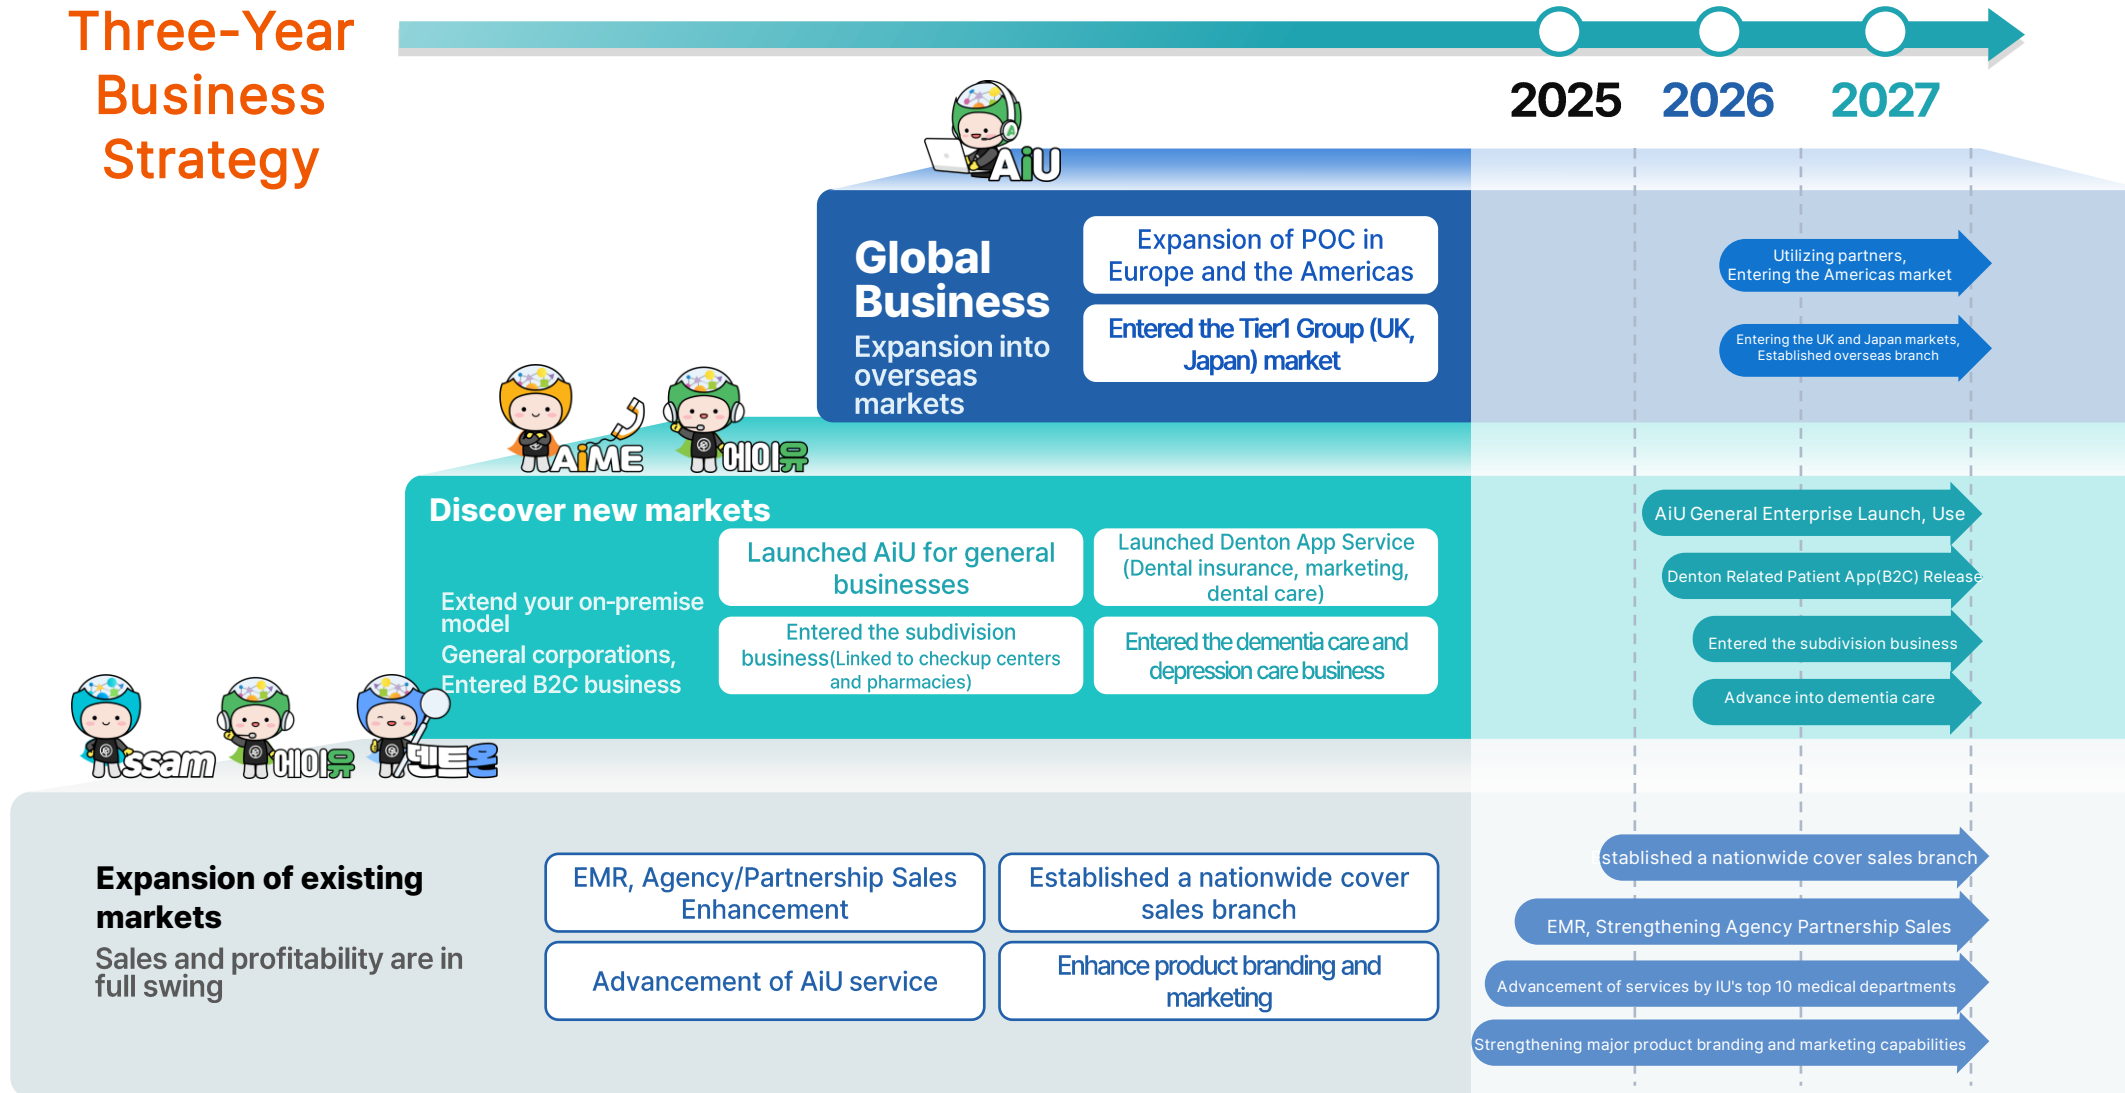 Three-Year
Business
Strategy
2025
2026
2027
AiU
Global
Business
Expansion into
overseas
markets
Expansion of POC in
Europe and the Americas
Entered the Tier1 Group (UK,
Japan) market
Utilizing partners,
Entering the Americas market
Entering the UK and Japan markets,
Established overseas branch
AiME
에이유
Discover new markets
Extend your on-premise
model
General corporations,
Entered B2C business
Launched AiU for general
businesses
Launched Denton App Service
(Dental insurance, marketing,
dental care)
Entered the subdivision
business(Linked to checkup centers
and pharmacies)
Entered the dementia care and
depression care business
AiU General Enterprise Launch, Use
Denton Related Patient App(B2C) Release
Entered the subdivision business
Advance into dementia care
ssam
에이유
덴트온
Expansion of existing
markets
Sales and profitability are in
full swing
EMR, Agency/Partnership Sales
Enhancement
Established a nationwide cover
sales branch
Advancement of AiU service
Enhance product branding and
marketing
Established a nationwide cover sales branch
EMR, Strengthening Agency Partnership Sales
Advancement of services by IU's top 10 medical departments
Strengthening major product branding and marketing capabilities